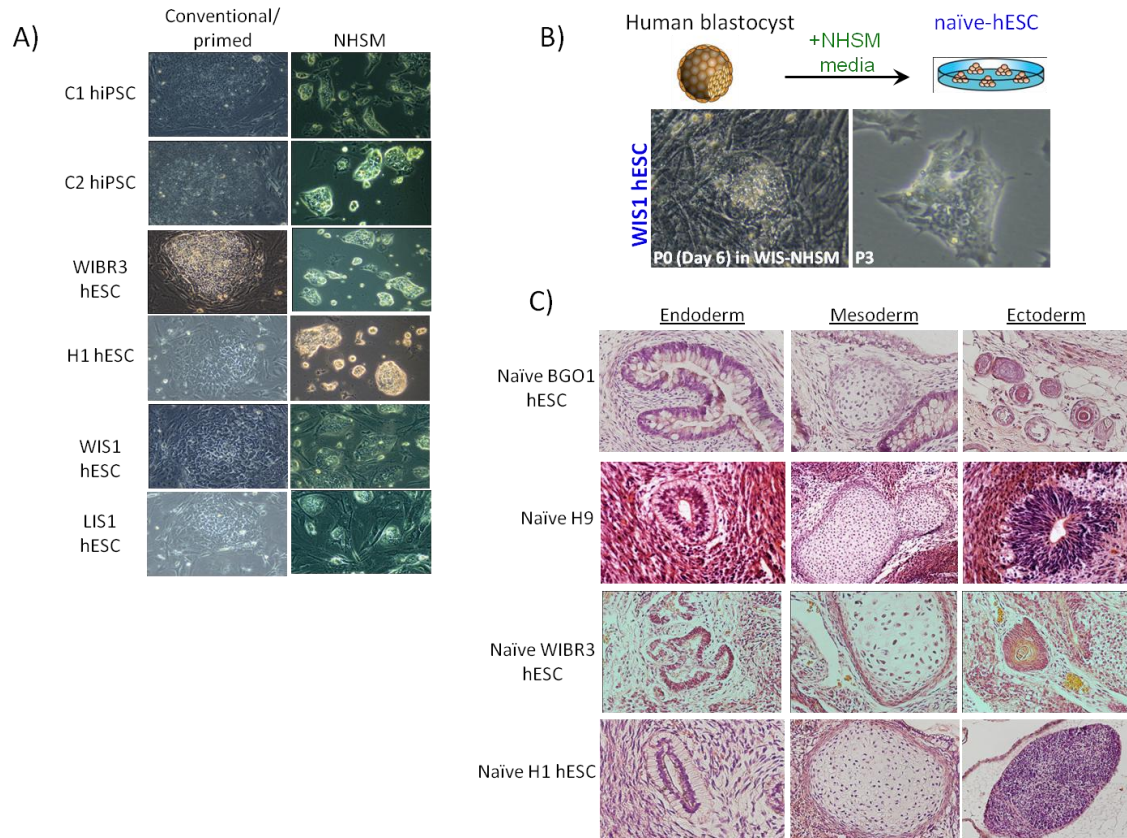 A)
Conventional/
primed
NHSM
C1 hiPSC
C2 hiPSC
WIBR3
hESC
H1 hESC
WIS1
hESC
LIS1
hESC
B)
Human blastocyst
+NHSM
media
naïve-hESC
WIS1 hESC
P0 (Day 6) in WIS-NHSM
P3
C)
Endoderm
Mesoderm
Ectoderm
Naïve BGO1
hESC
Naïve H9
Naïve WIBR3
hESC
Naïve H1 hESC